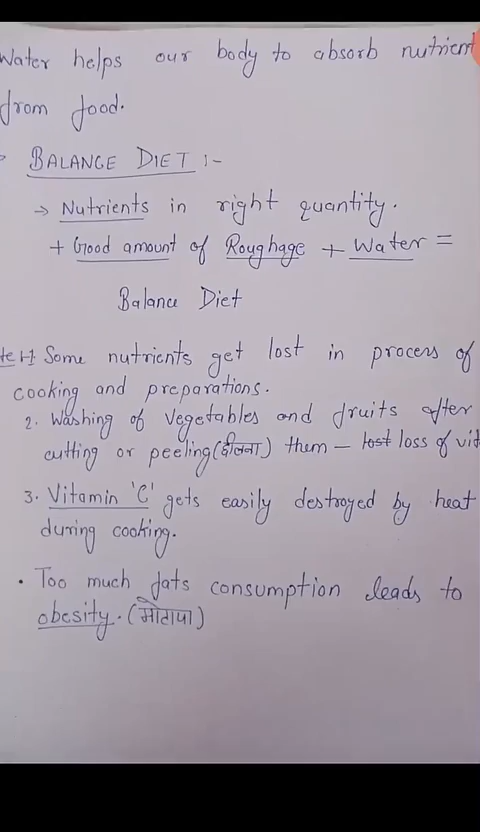 Water helps our body to absorb nutrient
from food.
BALANCE DIET :-
→ Nutrients in right quantity.
+ Good amount of Roughage + Water =
Balance Diet
te :- 1. Some nutrients get lost in process of
cooking and preparations.
2. Washing of vegetables and fruits after
cutting or peeling (छीलना) them - lost loss of vit
3. Vitamin 'C' gets easily destroyed by heat
during cooking.
• Too much fats consumption leads to
obesity. (मोटापा)